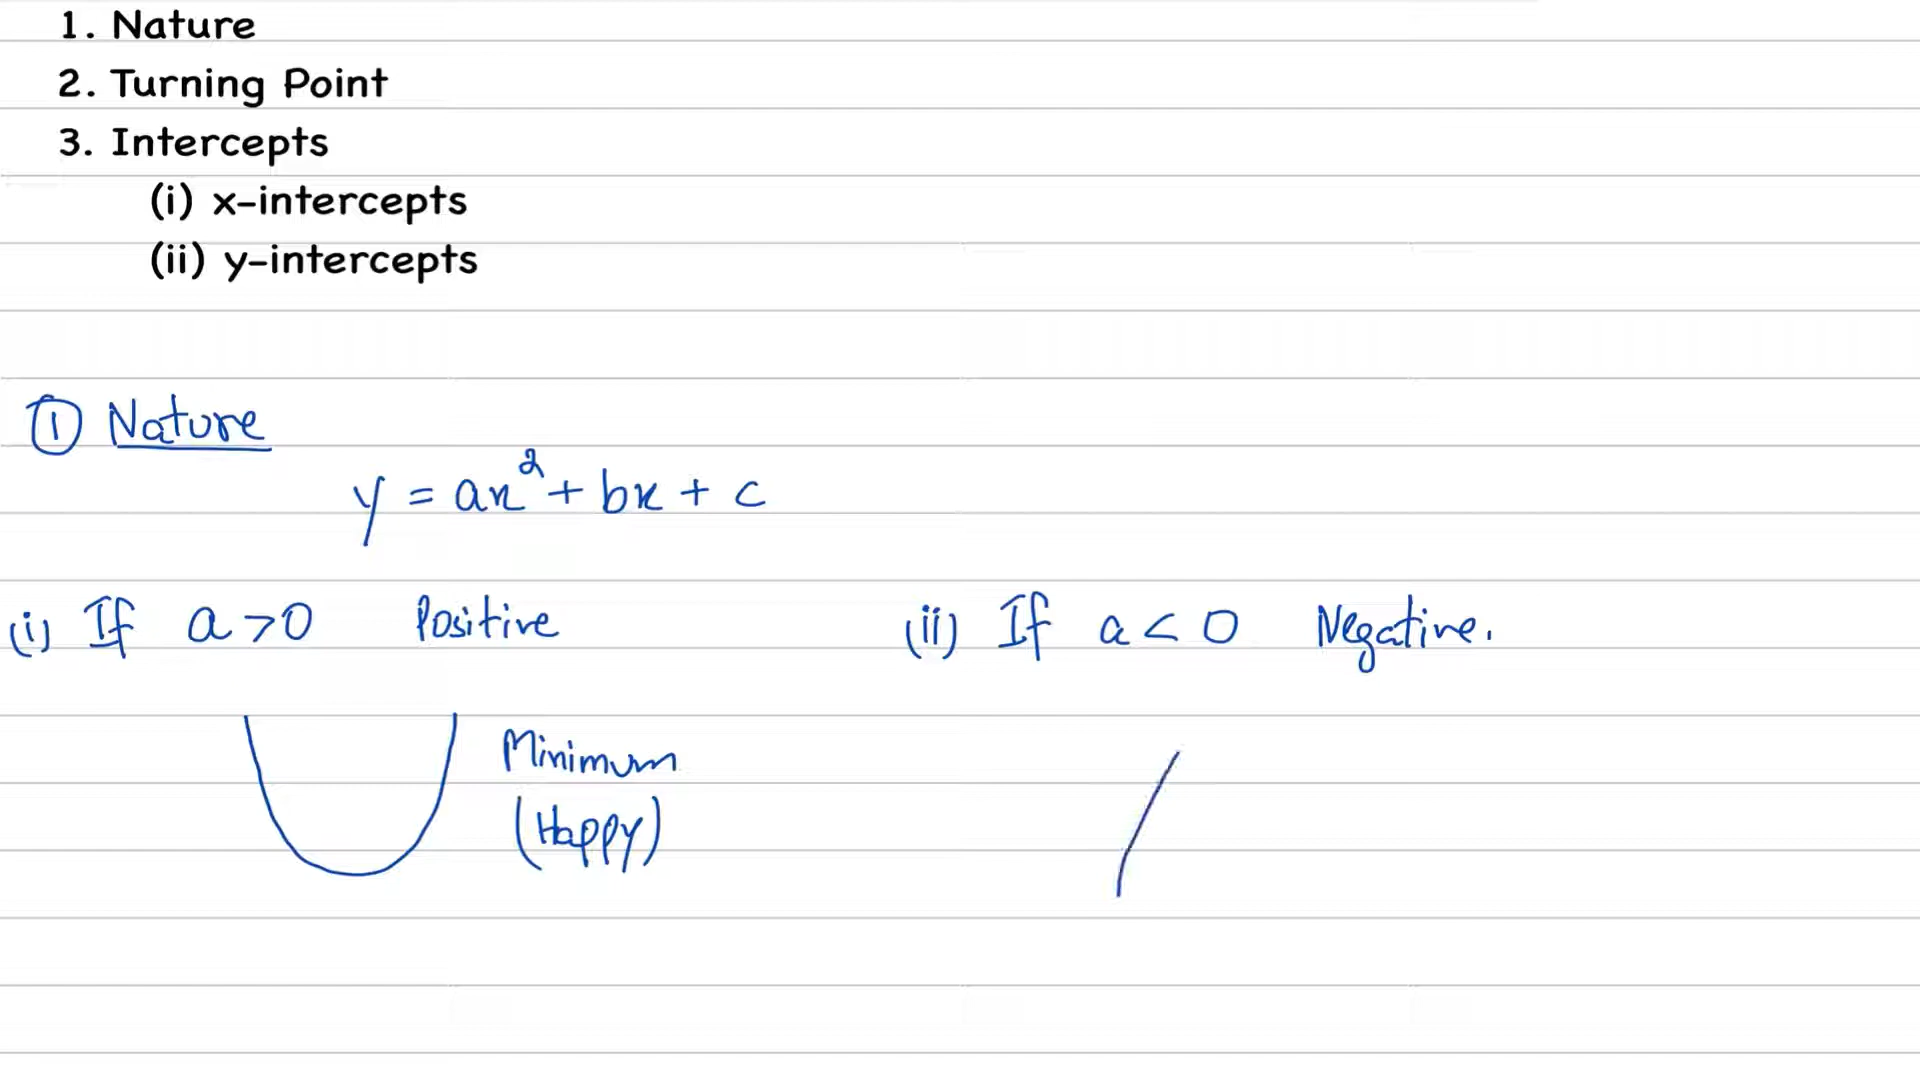 1. Nature
2. Turning Point
3. Intercepts
(i) x-intercepts
(ii) y-intercepts
① Nature
y = ax² + bx + c
(i) If a > 0 Positive
(ii) If a < 0 Negative.
Minimum
(Happy)